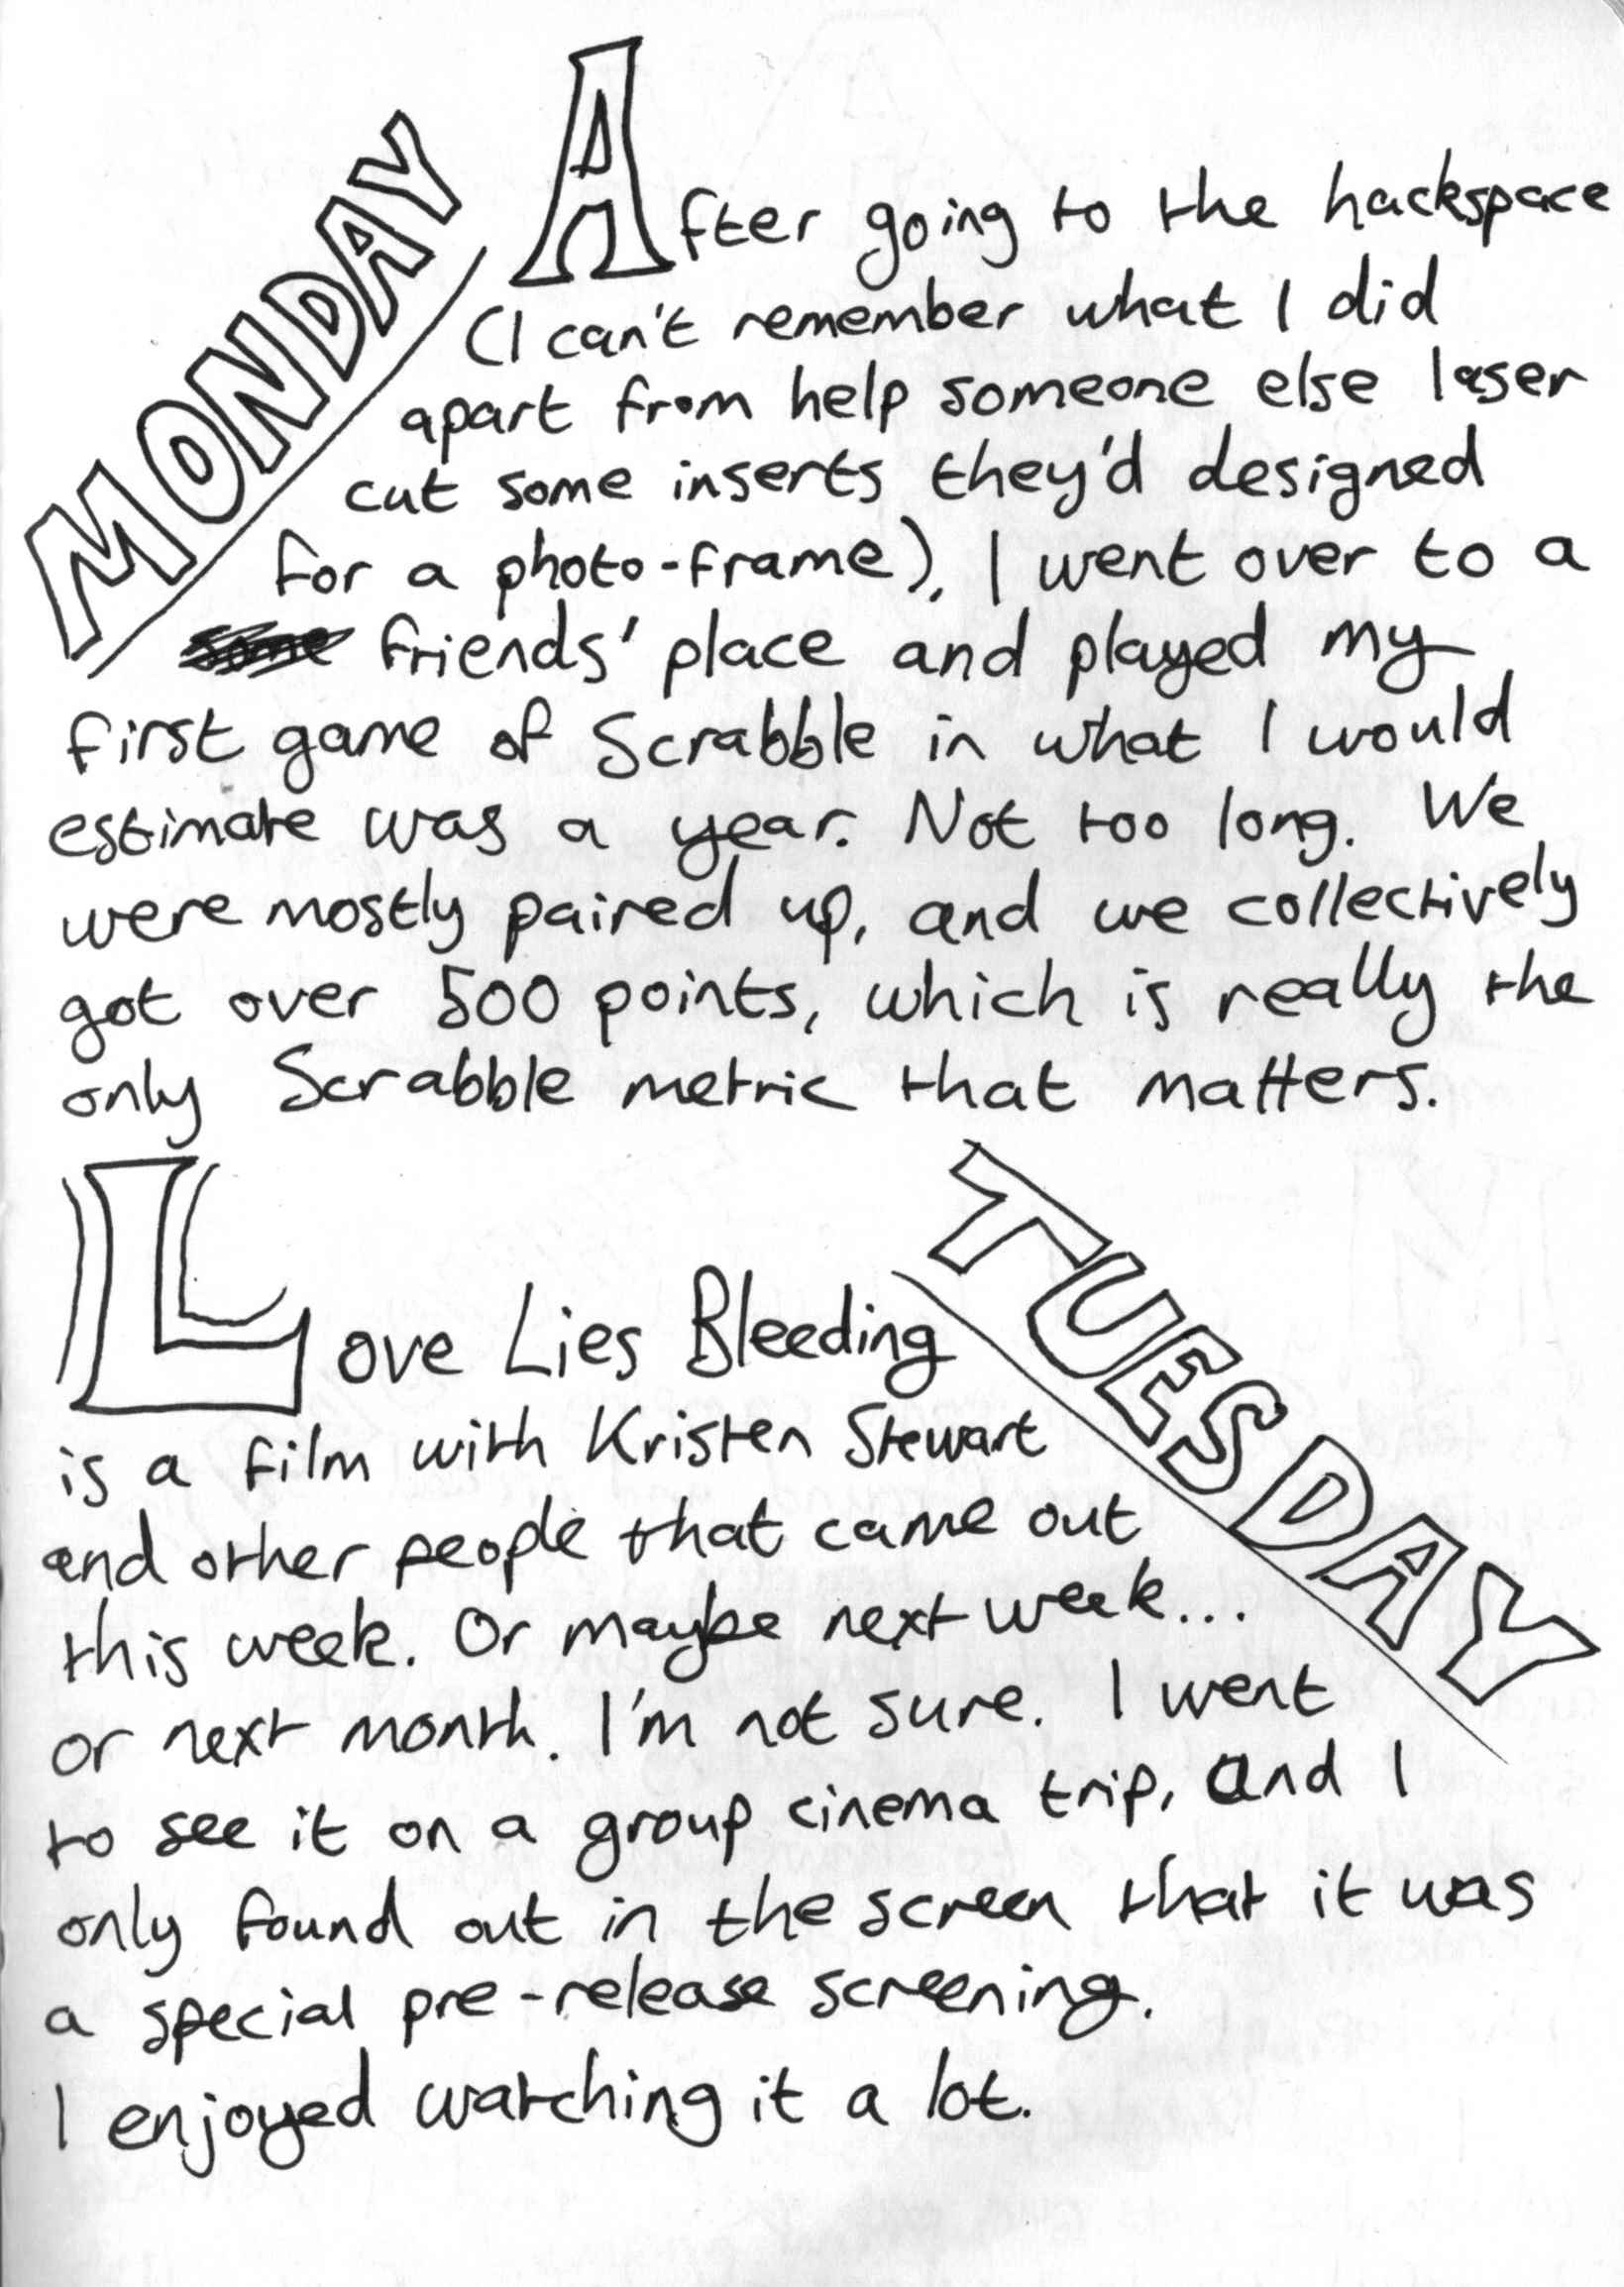 MONDAY
After going to the hackspace
(I can't remember what I did
apart from help someone else laser
cut some inserts they'd designed
for a photo-frame), I went over to a
some friends' place and played my
first game of Scrabble in what I would
estimate was a year. Not too long. We
were mostly paired up, and we collectively
got over 500 points, which is really the
only Scrabble metric that matters.
TUESDAY
Love Lies Bleeding
is a film with Kristen Stewart
and other people that came out
this week. Or maybe next week...
or next month. I'm not sure. I went
to see it on a group cinema trip, and I
only found out in the screen that it was
a special pre-release screening.
I enjoyed watching it a lot.